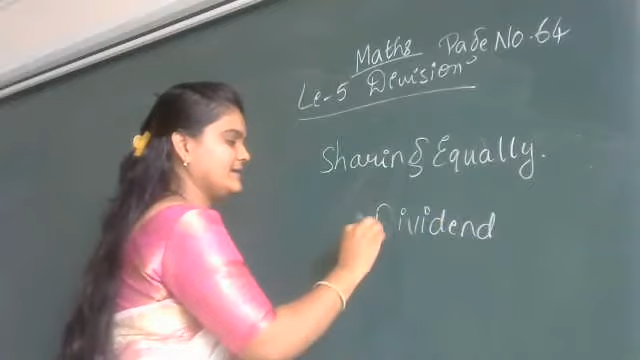 Maths Page No. 64
Le-5 Devision
Sharing Equally.
Dividend